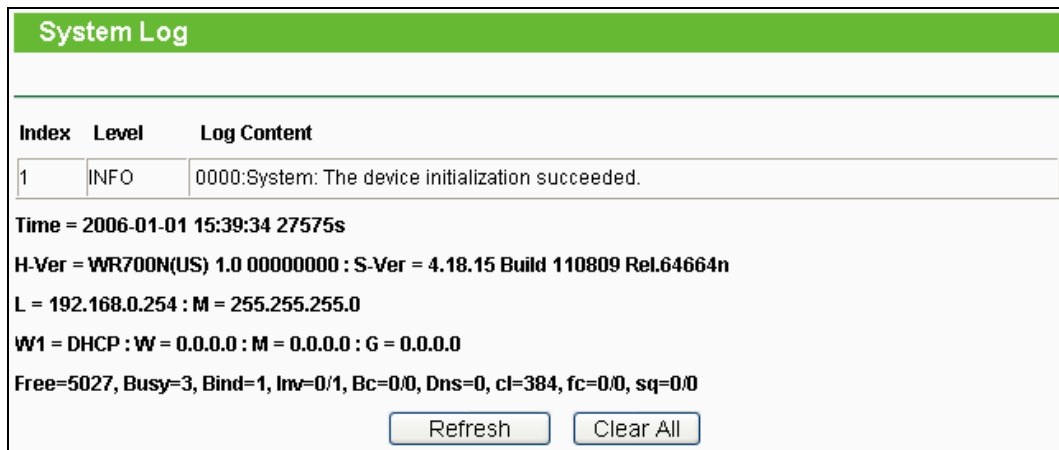 System Log
Index Level Log Content
1 INFO 0000:System: The device initialization succeeded.
Time = 2006-01-01 15:39:34 27575s
H-Ver = WR700N(US) 1.0 00000000 : S-Ver = 4.18.15 Build 110809 Rel.64664n
L = 192.168.0.254 : M = 255.255.255.0
W1 = DHCP : W = 0.0.0.0 : M = 0.0.0.0 : G = 0.0.0.0
Free=5027, Busy=3, Bind=1, Inv=0/1, Bc=0/0, Dns=0, cl=384, fc=0/0, sq=0/0
Refresh Clear All